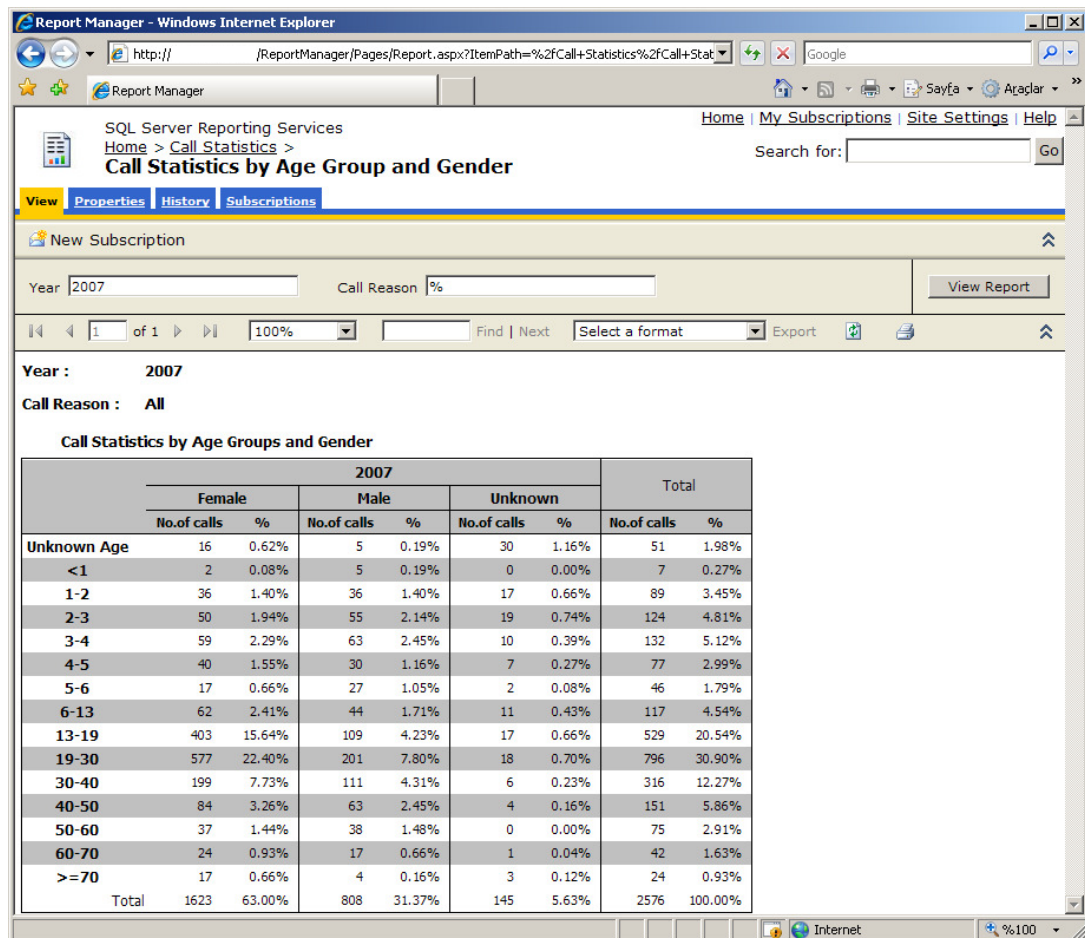 Report Manager - Windows Internet Explorer
http:// /ReportManager/Pages/Report.aspx?ItemPath=%2fCall+Statistics%2fCall+Stat
Google
Report Manager
Sayfa
Araçlar
»
SQL Server Reporting Services
Home | My Subscriptions | Site Settings | Help
Home > Call Statistics >
Call Statistics by Age Group and Gender
Search for: Go
View Properties History Subscriptions
New Subscription
Year 2007 Call Reason % View Report
1 of 1 100% Find | Next Select a format Export
Year : 2007
Call Reason : All
Call Statistics by Age Groups and Gender
2007 Total
Female Male Unknown
No.of calls % No.of calls % No.of calls % No.of calls %
Unknown Age 16 0.62% 5 0.19% 30 1.16% 51 1.98%
<1 2 0.08% 5 0.19% 0 0.00% 7 0.27%
1-2 36 1.40% 36 1.40% 17 0.66% 89 3.45%
2-3 50 1.94% 55 2.14% 19 0.74% 124 4.81%
3-4 59 2.29% 63 2.45% 10 0.39% 132 5.12%
4-5 40 1.55% 30 1.16% 7 0.27% 77 2.99%
5-6 17 0.66% 27 1.05% 2 0.08% 46 1.79%
6-13 62 2.41% 44 1.71% 11 0.43% 117 4.54%
13-19 403 15.64% 109 4.23% 17 0.66% 529 20.54%
19-30 577 22.40% 201 7.80% 18 0.70% 796 30.90%
30-40 199 7.73% 111 4.31% 6 0.23% 316 12.27%
40-50 84 3.26% 63 2.45% 4 0.16% 151 5.86%
50-60 37 1.44% 38 1.48% 0 0.00% 75 2.91%
60-70 24 0.93% 17 0.66% 1 0.04% 42 1.63%
>=70 17 0.66% 4 0.16% 3 0.12% 24 0.93%
Total 1623 63.00% 808 31.37% 145 5.63% 2576 100.00%
Internet %100